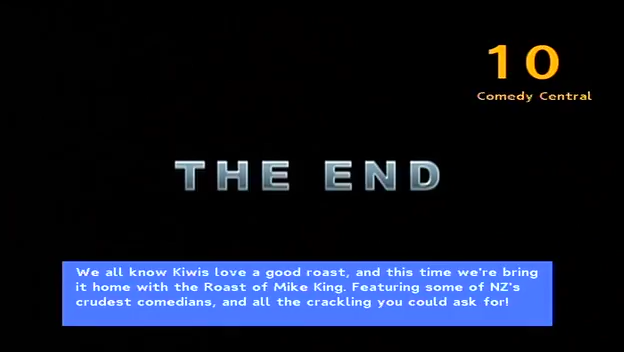 10
Comedy Central
THE END
We all know Kiwis love a good roast, and this time we're bring
it home with the Roast of Mike King. Featuring some of NZ's
crudest comedians, and all the crackling you could ask for!